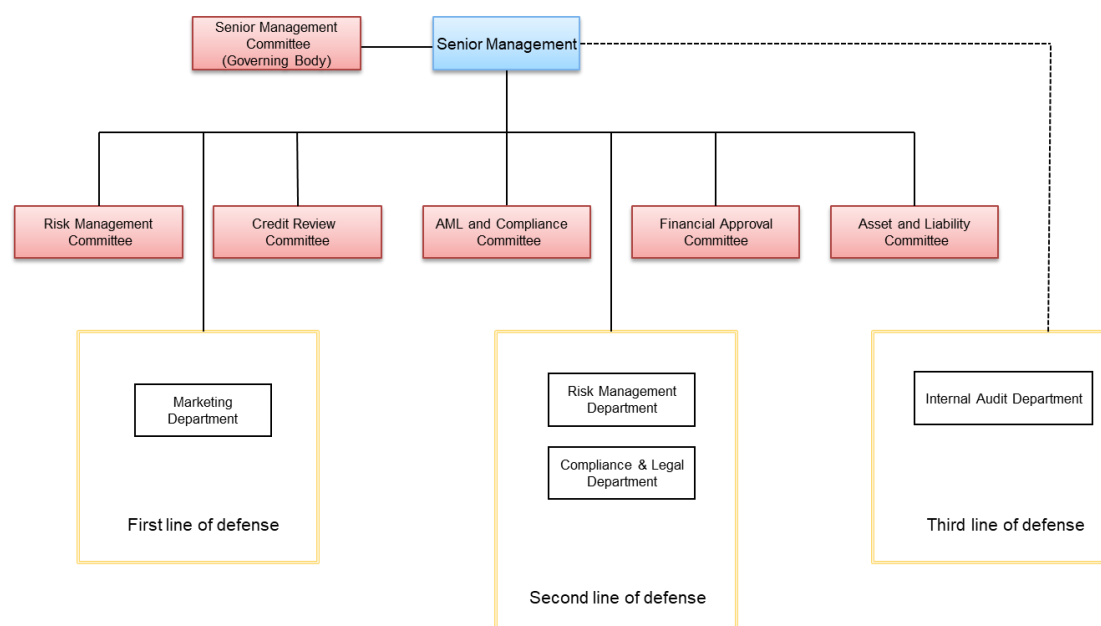 Senior Management
Committee
(Governing Body)
Senior Management
Risk Management
Committee
Credit Review
Committee
AML and Compliance
Committee
Financial Approval
Committee
Asset and Liability
Committee
Marketing
Department
First line of defense
Risk Management
Department
Compliance & Legal
Department
Second line of defense
Internal Audit Department
Third line of defense